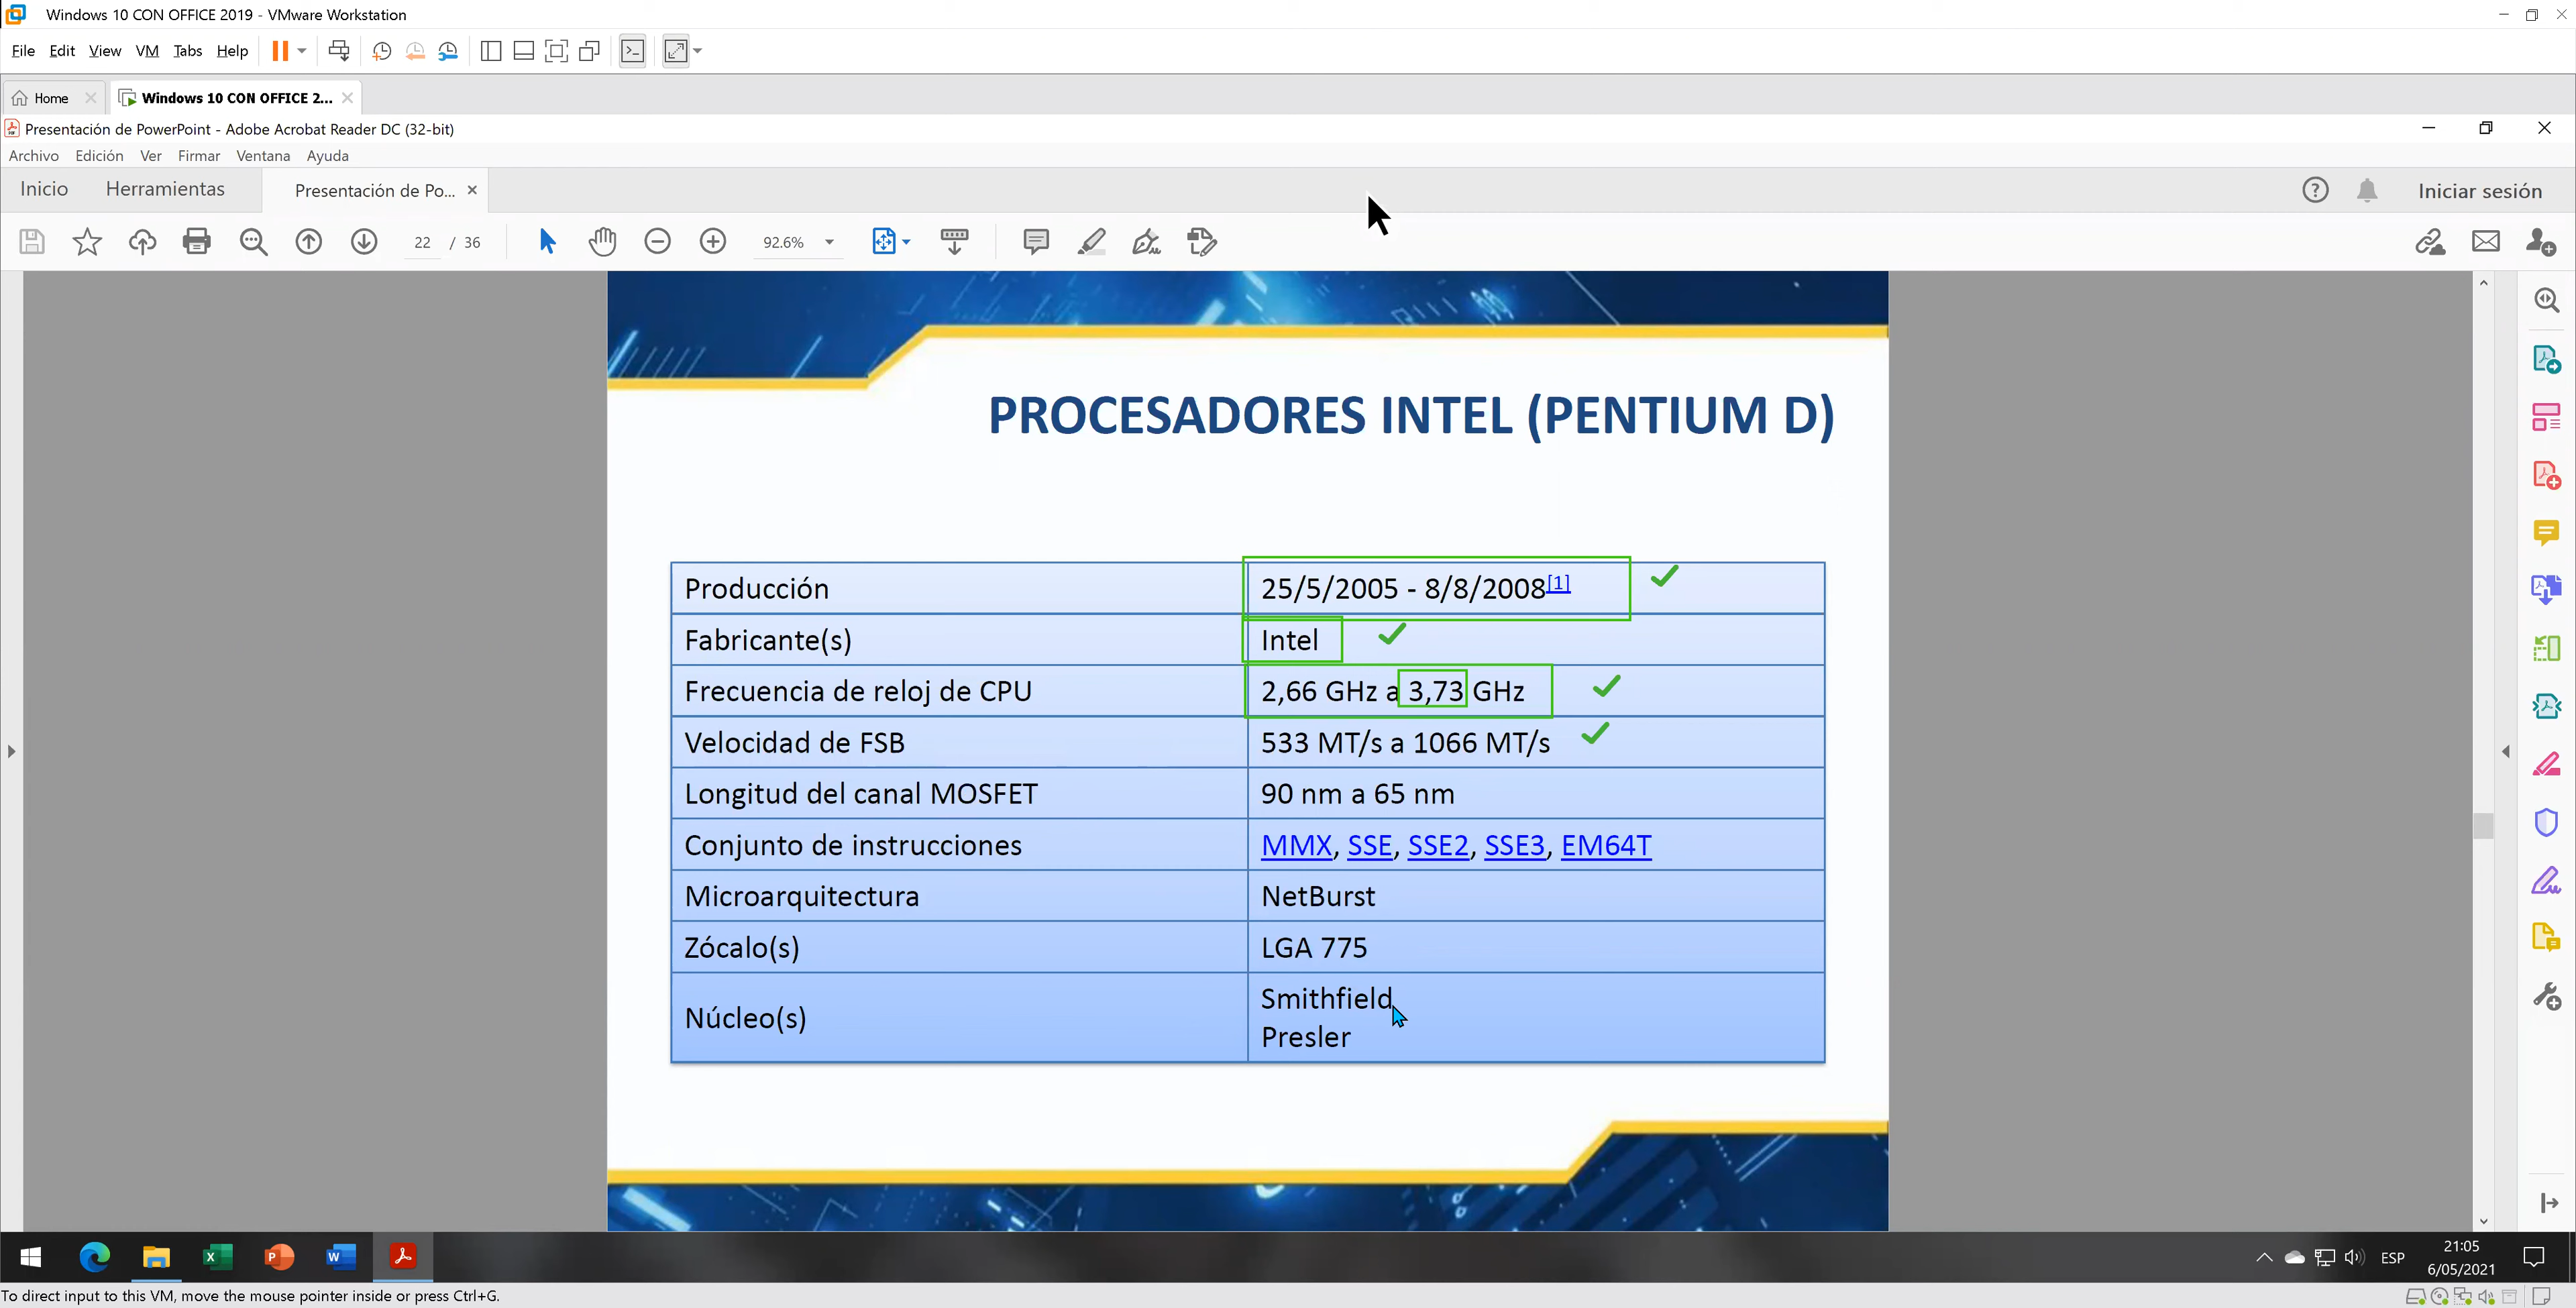 Windows 10 CON OFFICE 2019 - VMware Workstation
File Edit View VM Tabs Help
Home Windows 10 CON OFFICE 2...
Presentación de PowerPoint - Adobe Acrobat Reader DC (32-bit)
Archivo Edición Ver Firmar Ventana Ayuda
Inicio Herramientas Presentación de Po... Iniciar sesión
22 / 36 92.6%
PROCESADORES INTEL (PENTIUM D)
Producción 25/5/2005 - 8/8/2008[1]
Fabricante(s) Intel
Frecuencia de reloj de CPU 2,66 GHz a 3,73 GHz
Velocidad de FSB 533 MT/s a 1066 MT/s
Longitud del canal MOSFET 90 nm a 65 nm
Conjunto de instrucciones MMX, SSE, SSE2, SSE3, EM64T
Microarquitectura NetBurst
Zócalo(s) LGA 775
Núcleo(s) Smithfield
Presler
ESP 21:05
6/05/2021
To direct input to this VM, move the mouse pointer inside or press Ctrl+G.